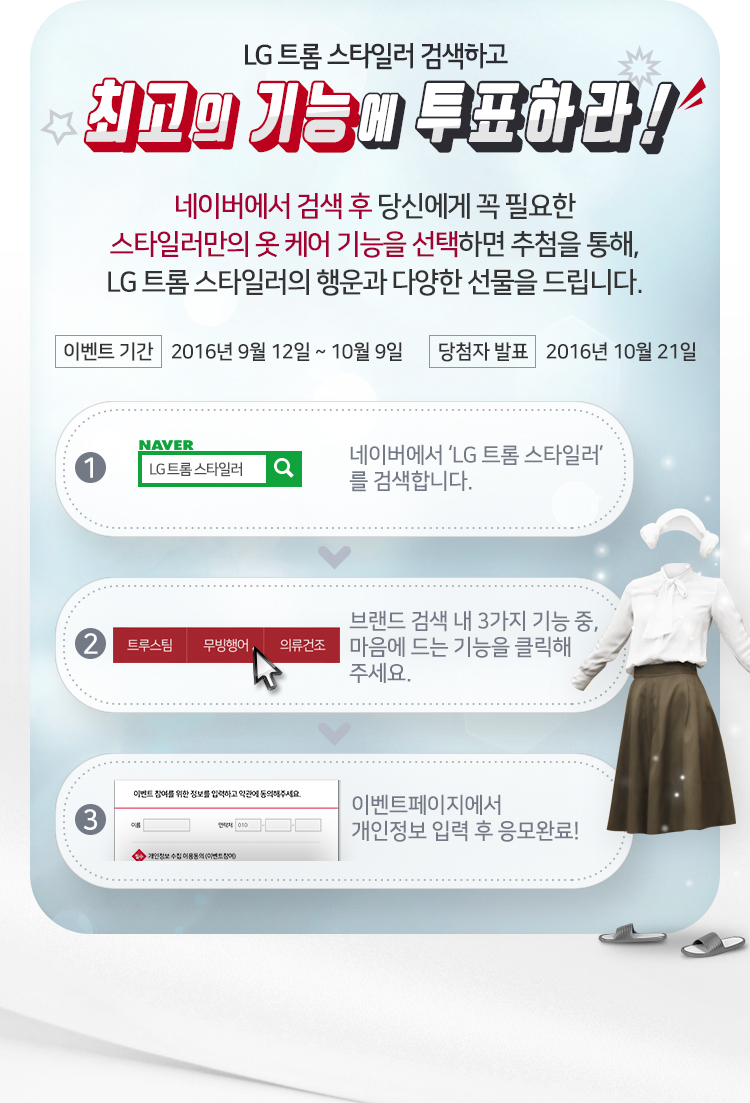 LG 트롬 스타일러 검색하고
최고의 기능에 투표하라!
네이버에서 검색 후 당신에게 꼭 필요한
스타일러만의 옷 케어 기능을 선택하면 추첨을 통해,
LG 트롬 스타일러의 행운과 다양한 선물을 드립니다.
이벤트 기간 2016년 9월 12일 ~ 10월 9일 당첨자 발표 2016년 10월 21일
1
NAVER
LG 트롬 스타일러
네이버에서 ‘LG 트롬 스타일러’
를 검색합니다.
2
트루스팀 무빙행어 의류건조
브랜드 검색 내 3가지 기능 중,
마음에 드는 기능을 클릭해
주세요.
3
이벤트 참여를 위한 정보를 입력하고 약관에 동의해주세요.
이름 연락처 010 - -
필수 개인정보 수집 이용동의 (이벤트참여)
이벤트페이지에서
개인정보 입력 후 응모완료!